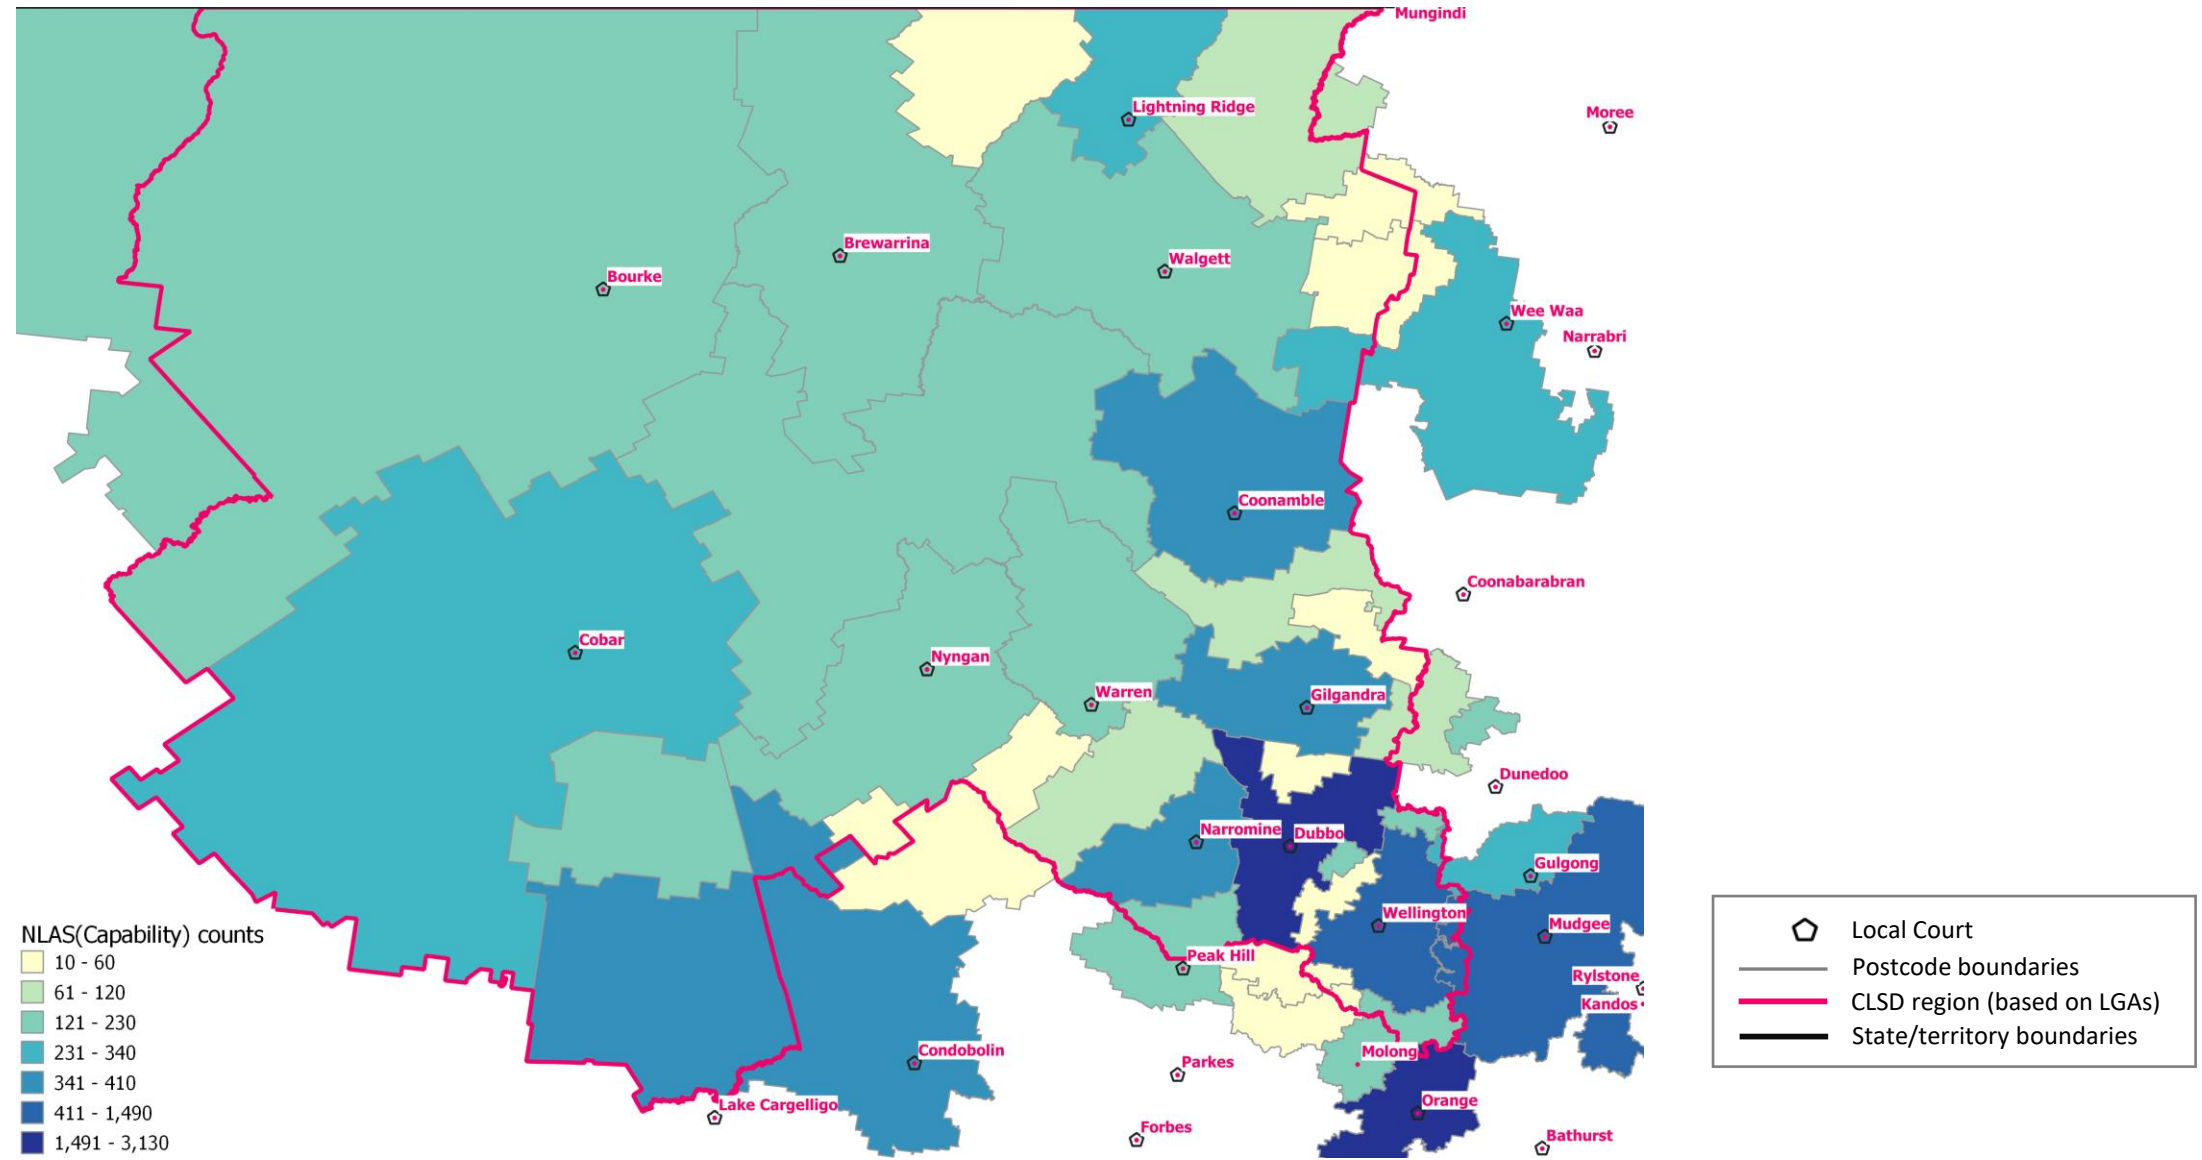 Mungindi
Lightning Ridge
Moree
Brewarrina
Walgett
Bourke
Wee Waa
Narrabri
Coonamble
Coonabarabran
Cobar
Nyngan
Warren
Gilgandra
Dunedoo
Narromine
Dubbo
Gulgong
Wellington
Mudgee
Peak Hill
Rylstone
Kandos
Condobolin
Molong
Parkes
Lake Cargelligo
Orange
Forbes
Bathurst
NLAS(Capability) counts
10 - 60
61 - 120
121 - 230
231 - 340
341 - 410
411 - 1,490
1,491 - 3,130
Local Court
Postcode boundaries
CLSD region (based on LGAs)
State/territory boundaries